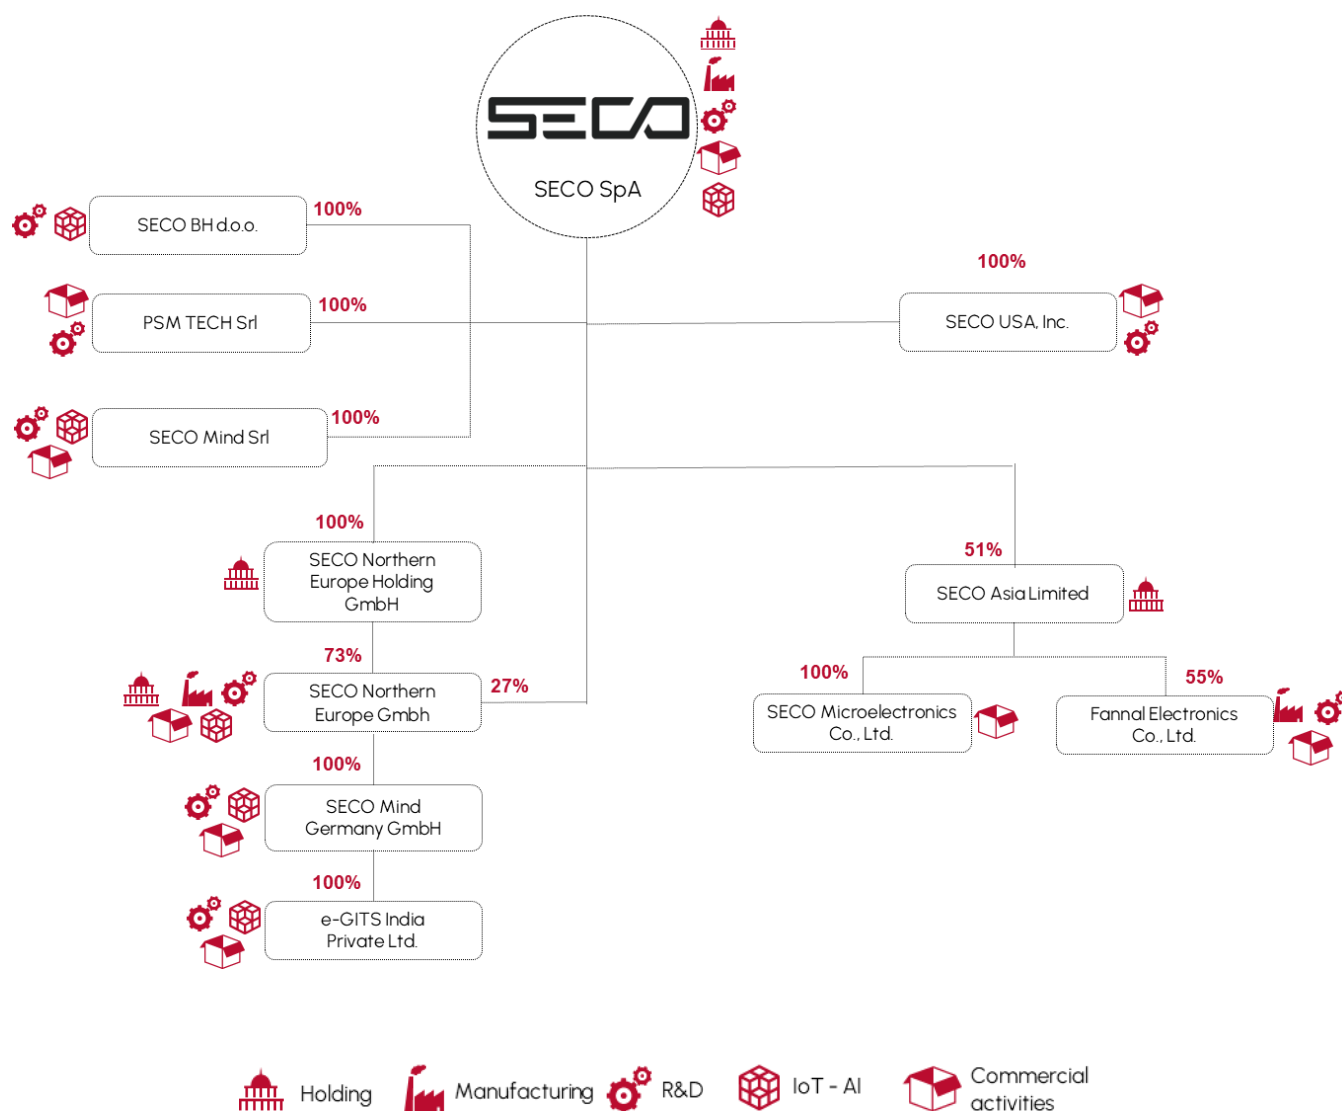 SECO
SECO SpA
100%
SECO BH d.o.o.
100%
PSM TECH Srl
100%
SECO USA, Inc.
100%
SECO Mind Srl
100%
SECO Northern
Europe Holding
GmbH
51%
SECO Asia Limited
73%
SECO Northern
Europe Gmbh
27%
100%
SECO Microelectronics
Co., Ltd.
55%
Fannal Electronics
Co., Ltd.
100%
SECO Mind
Germany GmbH
100%
e-GITS India
Private Ltd.
Holding
Manufacturing
R&D
IoT - AI
Commercial
activities